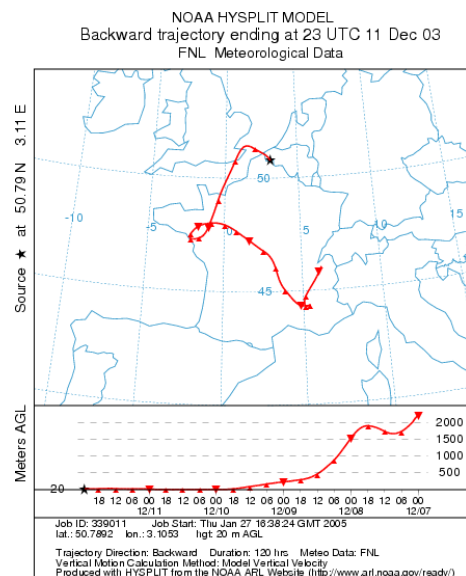 NOAA HYSPLIT MODEL
Backward trajectory ending at 23 UTC 11 Dec 03
FNL Meteorological Data
Source ★ at 50.79 N 3.11 E
-10
-5
0
5
10
15
50
45
Meters AGL
20
2000
1500
1000
500
18 12 06 00 18 12 06 00 18 12 06 00 18 12 06 00 18 12 06 00
12/11 12/10 12/09 12/08 12/07
Job ID: 339011 Job Start: Thu Jan 27 16:38:24 GMT 2005
lat.: 50.7892 lon.: 3.1053 hgt: 20 m AGL
Trajectory Direction: Backward Duration: 120 hrs Meteo Data: FNL
Vertical Motion Calculation Method: Model Vertical Velocity
Produced with HYSPLIT from the NOAA ARL Website (http://www.arl.noaa.gov/ready/)